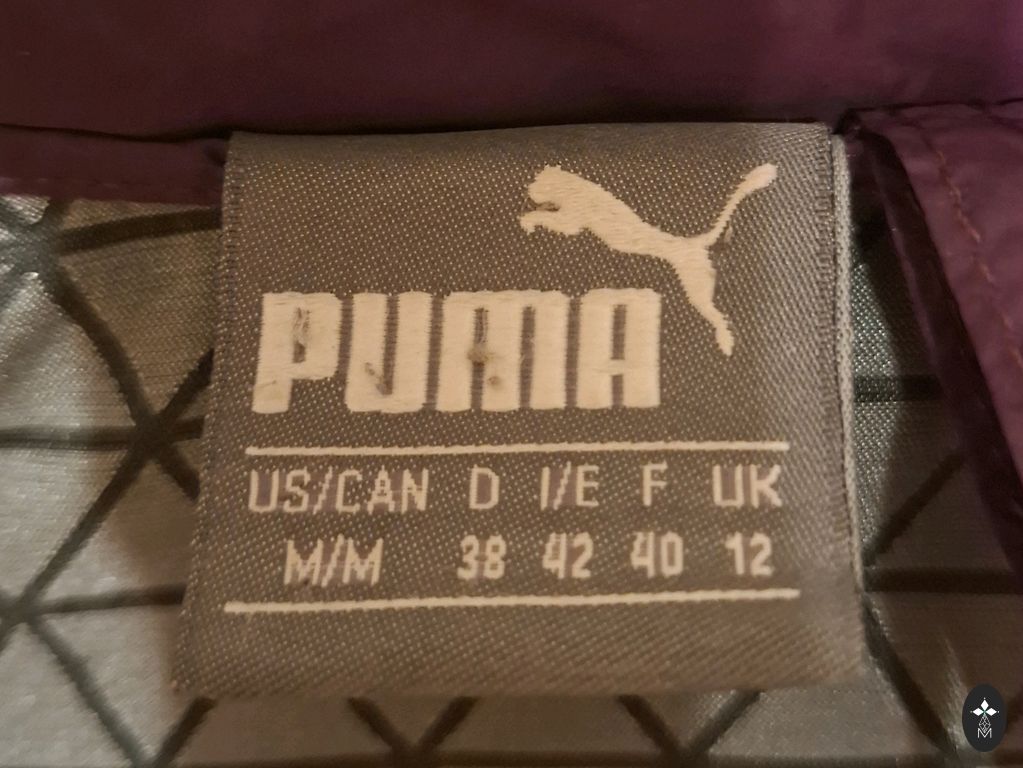 PUMA
US/CAN D I/E F UK
M/M 38 42 40 12
M